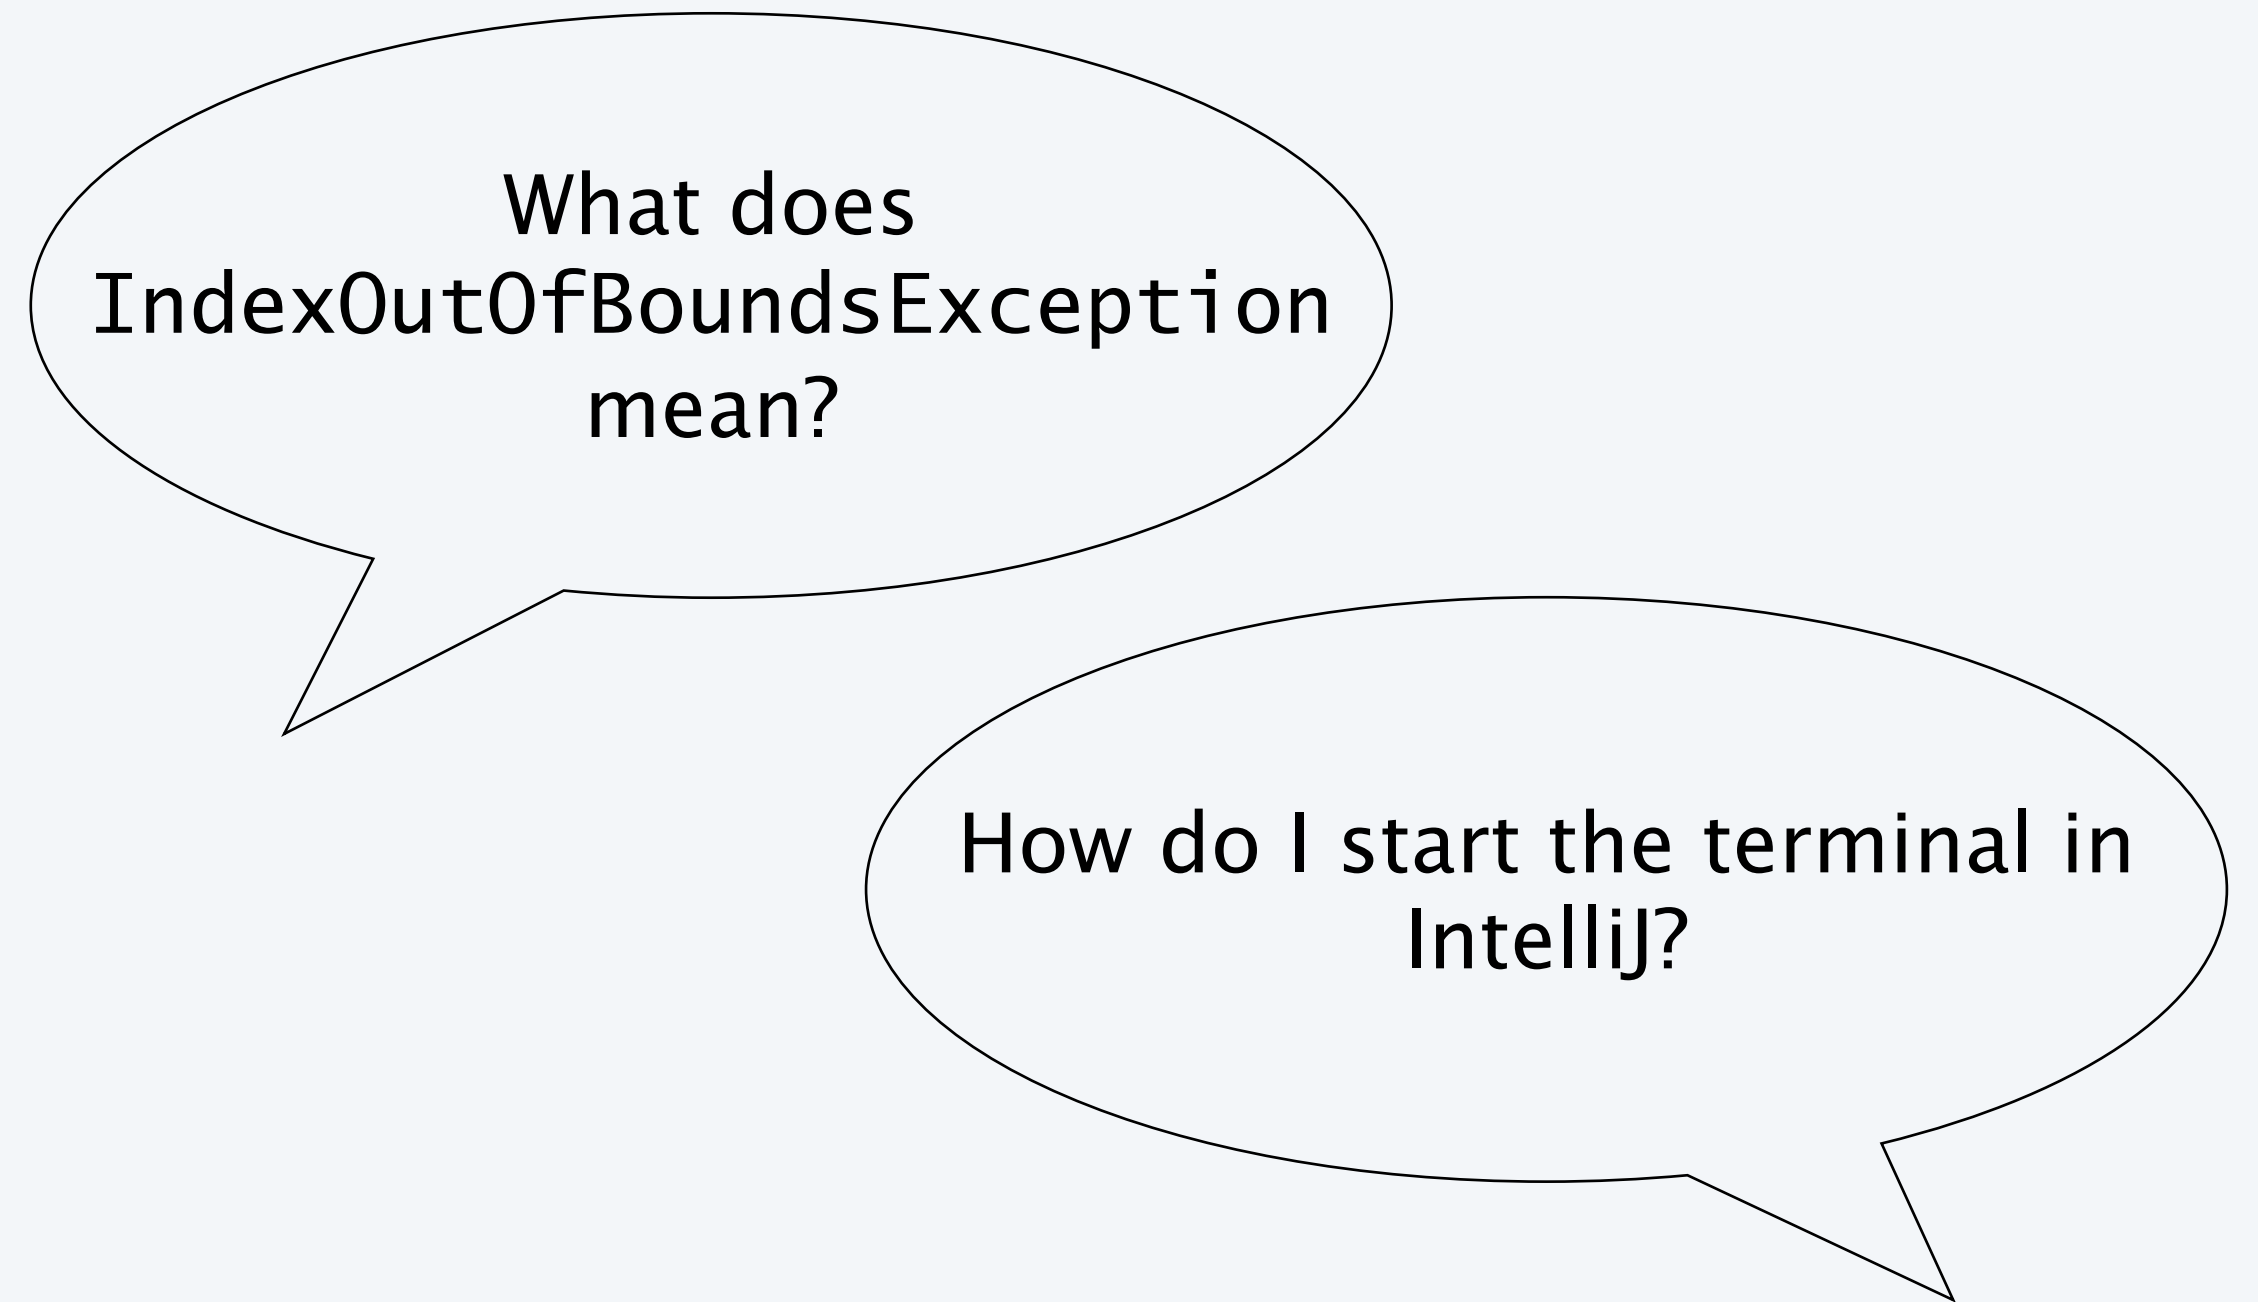 What does
IndexOutOfBoundsException
mean?
How do I start the terminal in
IntelliJ?